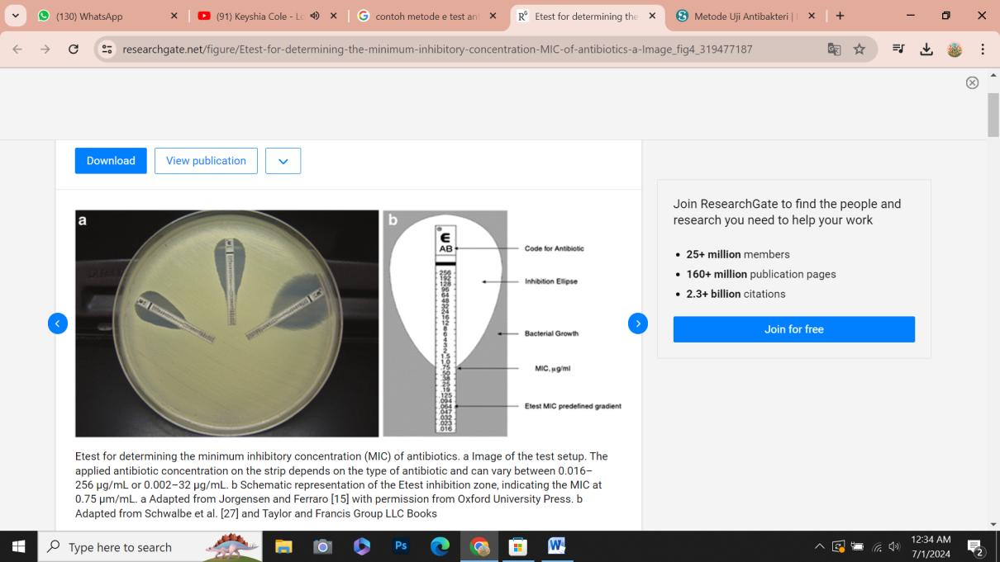 (130) WhatsApp
(91) Keyshia Cole - Lo
contoh metode e test an
Etest for determining the
Metode Uji Antibakteri |
researchgate.net/figure/Etest-for-determining-the-minimum-inhibitory-concentration-MIC-of-antibiotics-a-Image_fig4_319477187
Download
View publication
a
b
ε
AB
256
192
128
96
64
48
32
24
16
12
8
6
4
3
2
1.5
1.0
.75
.50
.38
.25
.19
.125
.094
.064
.047
.032
.023
.016
Code for Antibiotic
Inhibition Ellipse
Bacterial Growth
MIC, μg/ml
Etest MIC predefined gradient
Etest for determining the minimum inhibitory concentration (MIC) of antibiotics. a Image of the test setup. The
applied antibiotic concentration on the strip depends on the type of antibiotic and can vary between 0.016–
256 μg/mL or 0.002–32 μg/mL. b Schematic representation of the Etest inhibition zone, indicating the MIC at
0.75 μm/mL. a Adapted from Jorgensen and Ferraro [15] with permission from Oxford University Press. b
Adapted from Schwalbe et al. [27] and Taylor and Francis Group LLC Books
Join ResearchGate to find the people and
research you need to help your work
25+ million members
160+ million publication pages
2.3+ billion citations
Join for free
Type here to search
Ps
W
12:34 AM
7/1/2024
2